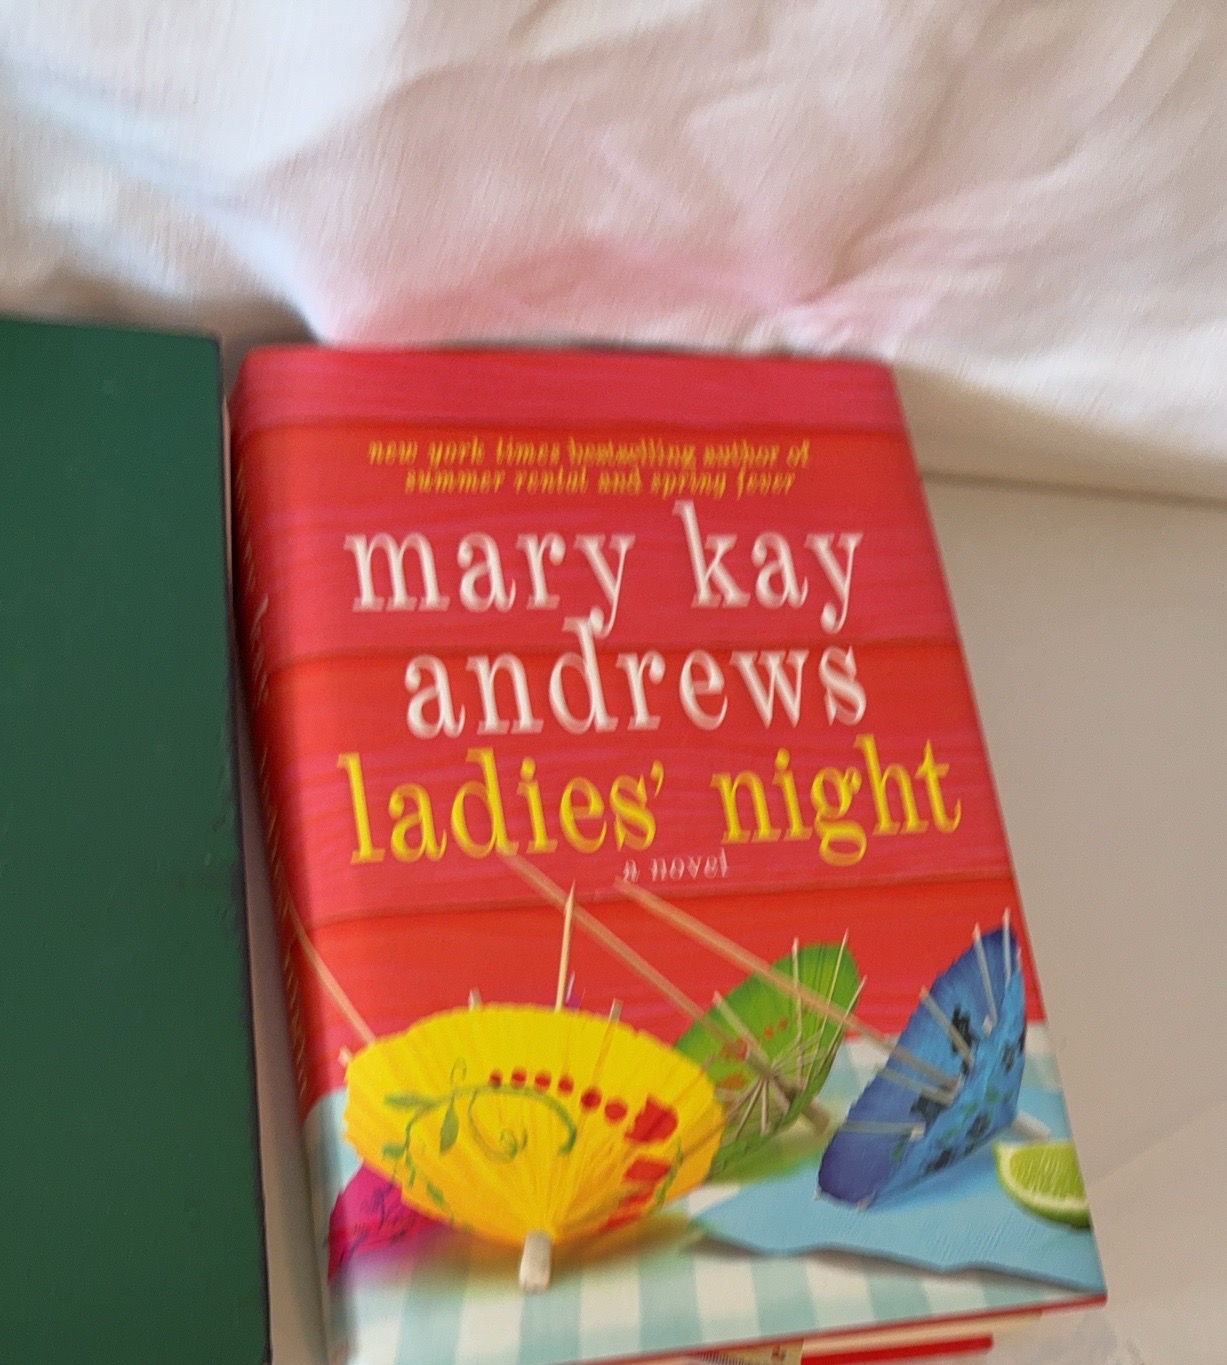 new york times bestselling author of
summer rental and spring fever
mary kay
andrews
ladies' night
a novel